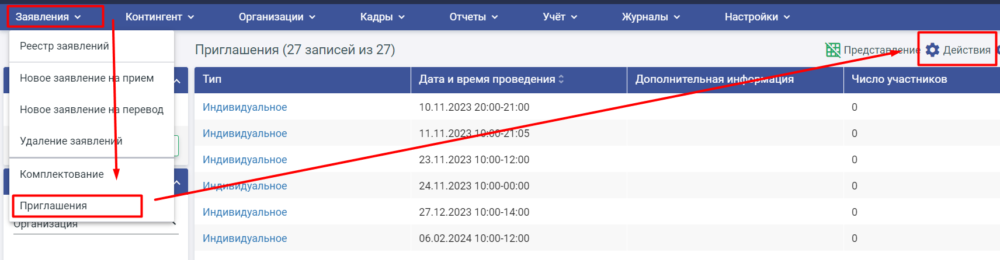 Заявления Контингент Организации Кадры Отчеты Учёт Журналы Настройки
Реестр заявлений
Новое заявление на прием
Новое заявление на перевод
Удаление заявлений
Комплектование
Приглашения
Организация
Приглашения (27 записей из 27) Представление Действия
Тип Дата и время проведения Дополнительная информация Число участников
Индивидуальное 10.11.2023 20:00-21:00 0
Индивидуальное 11.11.2023 10:00-21:05 0
Индивидуальное 23.11.2023 10:00-12:00 0
Индивидуальное 24.11.2023 10:00-00:00 0
Индивидуальное 27.12.2023 10:00-14:00 0
Индивидуальное 06.02.2024 10:00-12:00 0